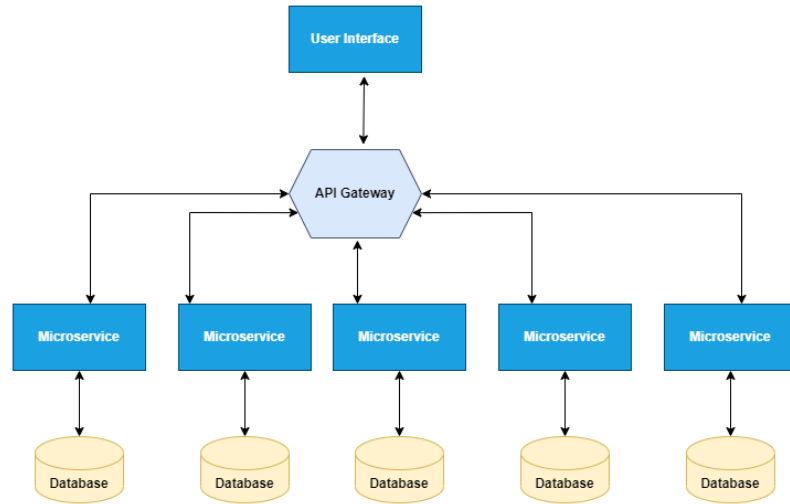 User Interface
API Gateway
Microservice
Microservice
Microservice
Microservice
Microservice
Database
Database
Database
Database
Database